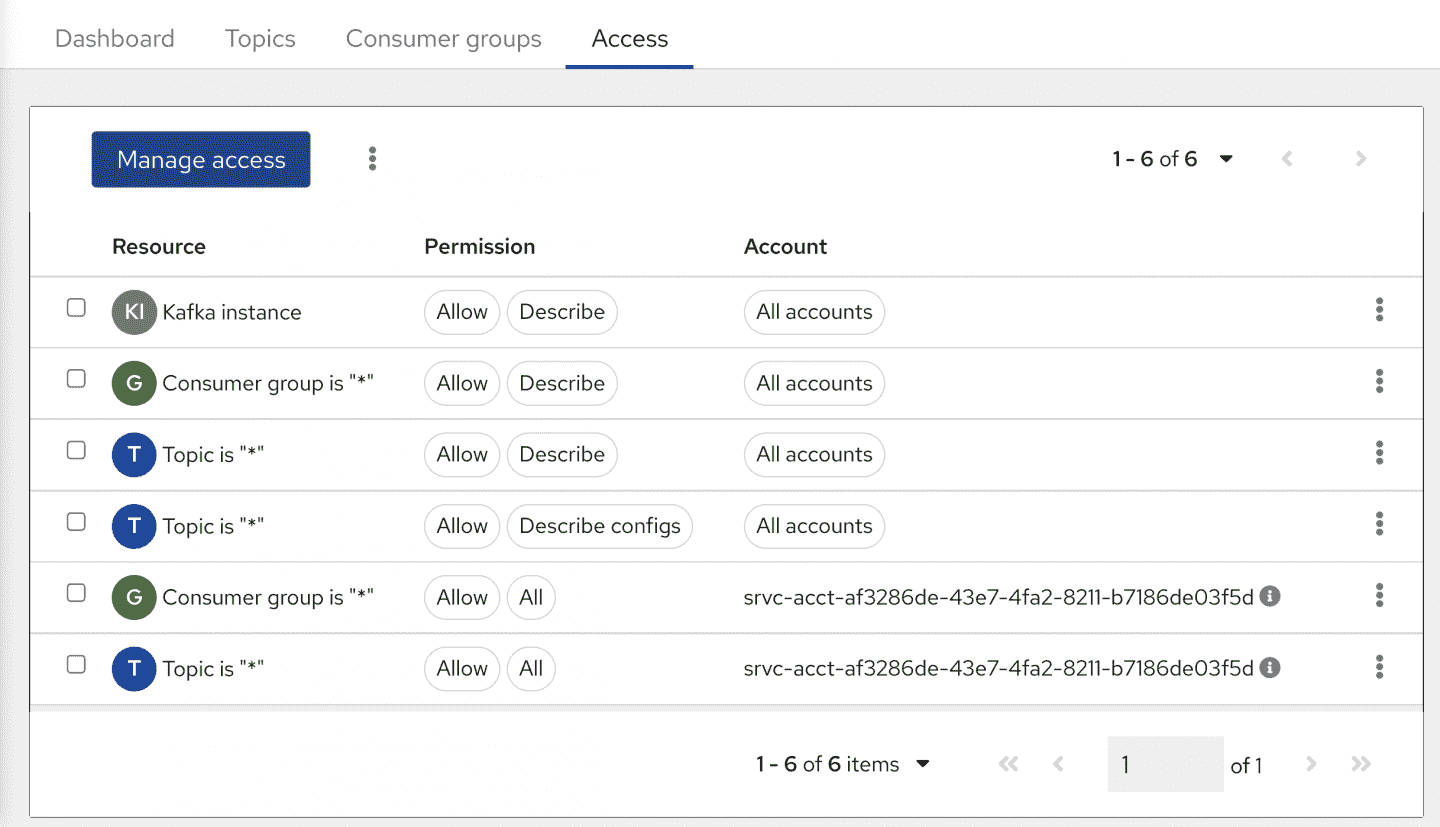 Dashboard Topics Consumer groups Access
Manage access 1 - 6 of 6
Resource Permission Account
KI Kafka instance Allow Describe All accounts
G Consumer group is "*" Allow Describe All accounts
T Topic is "*" Allow Describe All accounts
T Topic is "*" Allow Describe configs All accounts
G Consumer group is "*" Allow All srvc-acct-af3286de-43e7-4fa2-8211-b7186de03f5d
T Topic is "*" Allow All srvc-acct-af3286de-43e7-4fa2-8211-b7186de03f5d
1 - 6 of 6 items 1 of 1